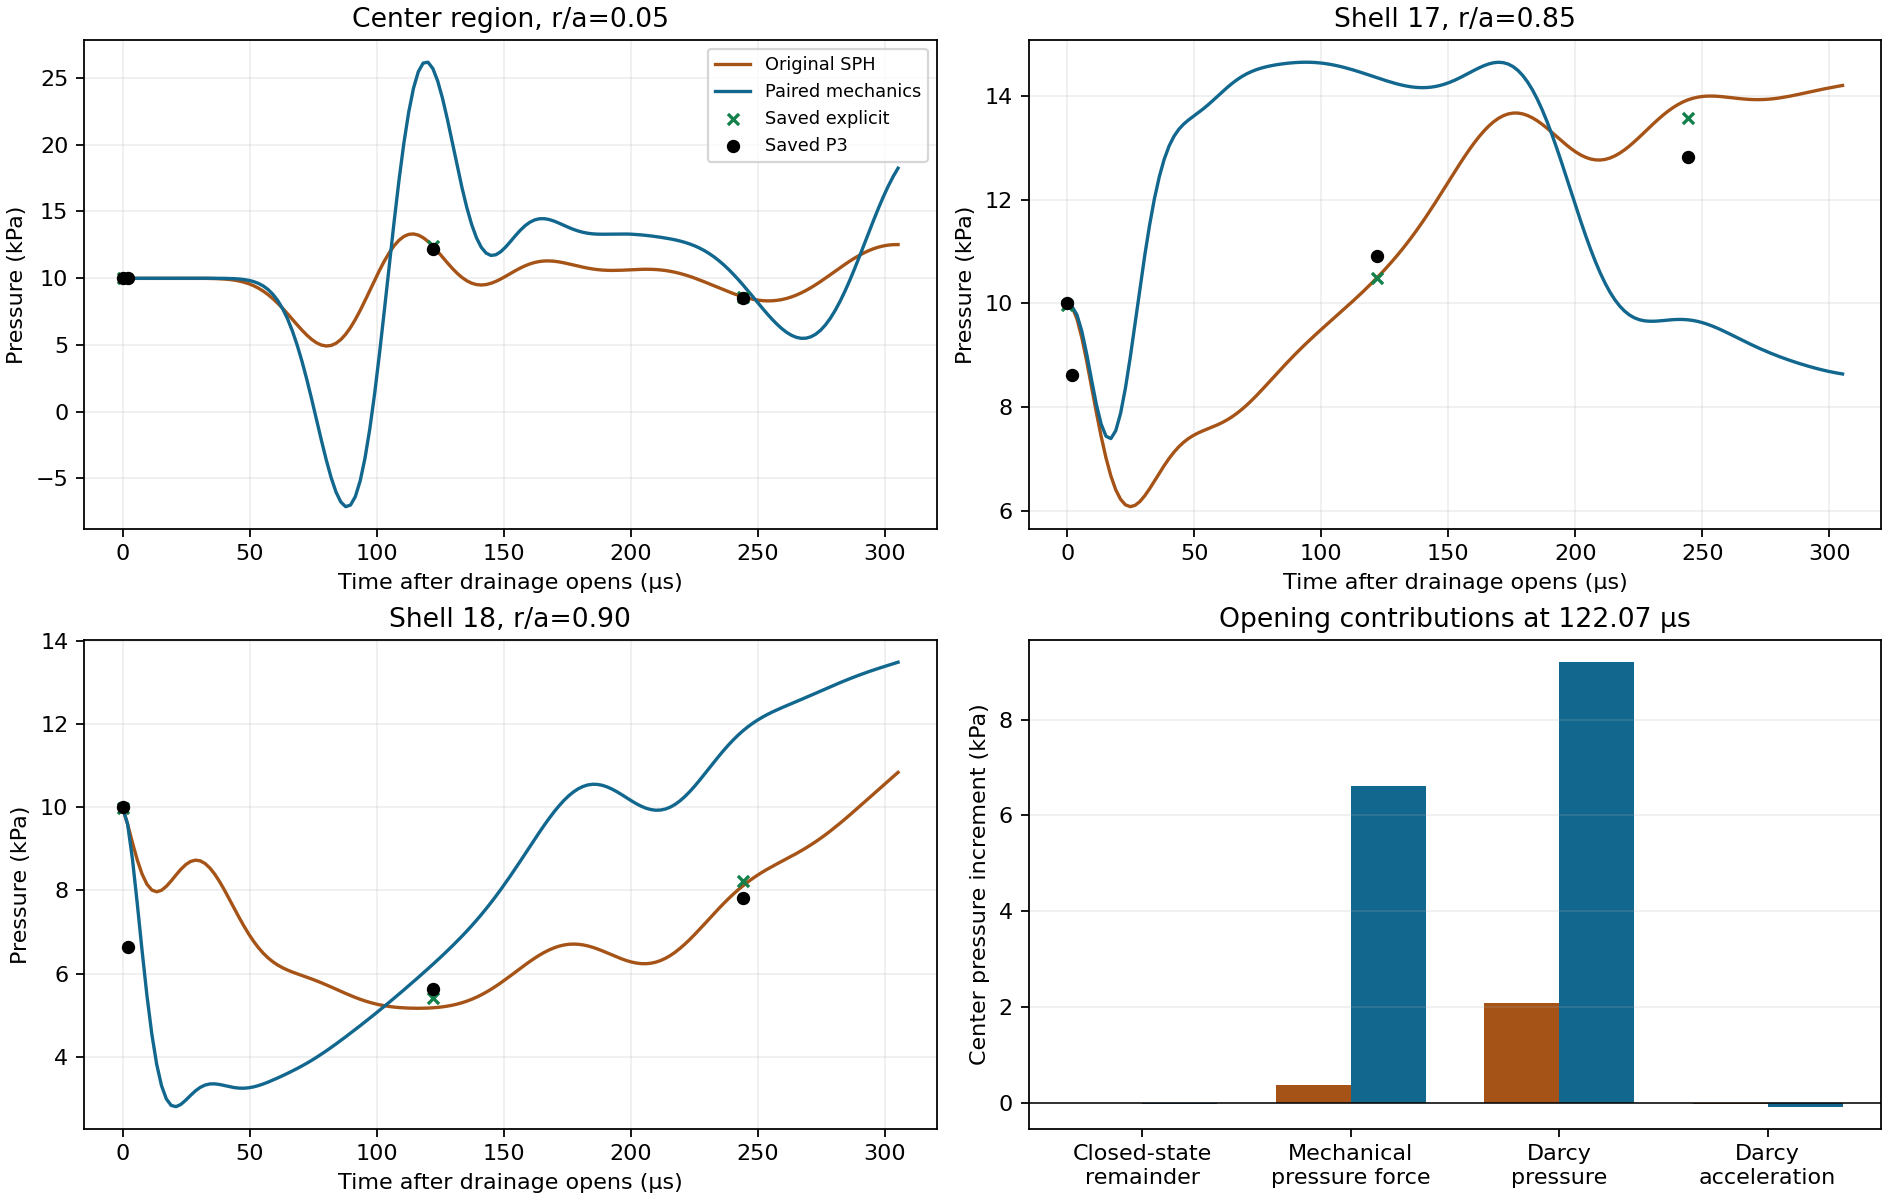 Center region, r/a=0.05
25
20
15
10
5
0
−5
Pressure (kPa)
Original SPH
Paired mechanics
Saved explicit
Saved P3
0 50 100 150 200 250 300
Time after drainage opens (µs)
Shell 17, r/a=0.85
14
12
10
8
6
Pressure (kPa)
0 50 100 150 200 250 300
Time after drainage opens (µs)
Shell 18, r/a=0.90
14
12
10
8
6
4
Pressure (kPa)
0 50 100 150 200 250 300
Time after drainage opens (µs)
Opening contributions at 122.07 µs
8
6
4
2
0
Center pressure increment (kPa)
Closed-state
remainder
Mechanical
pressure force
Darcy
pressure
Darcy
acceleration